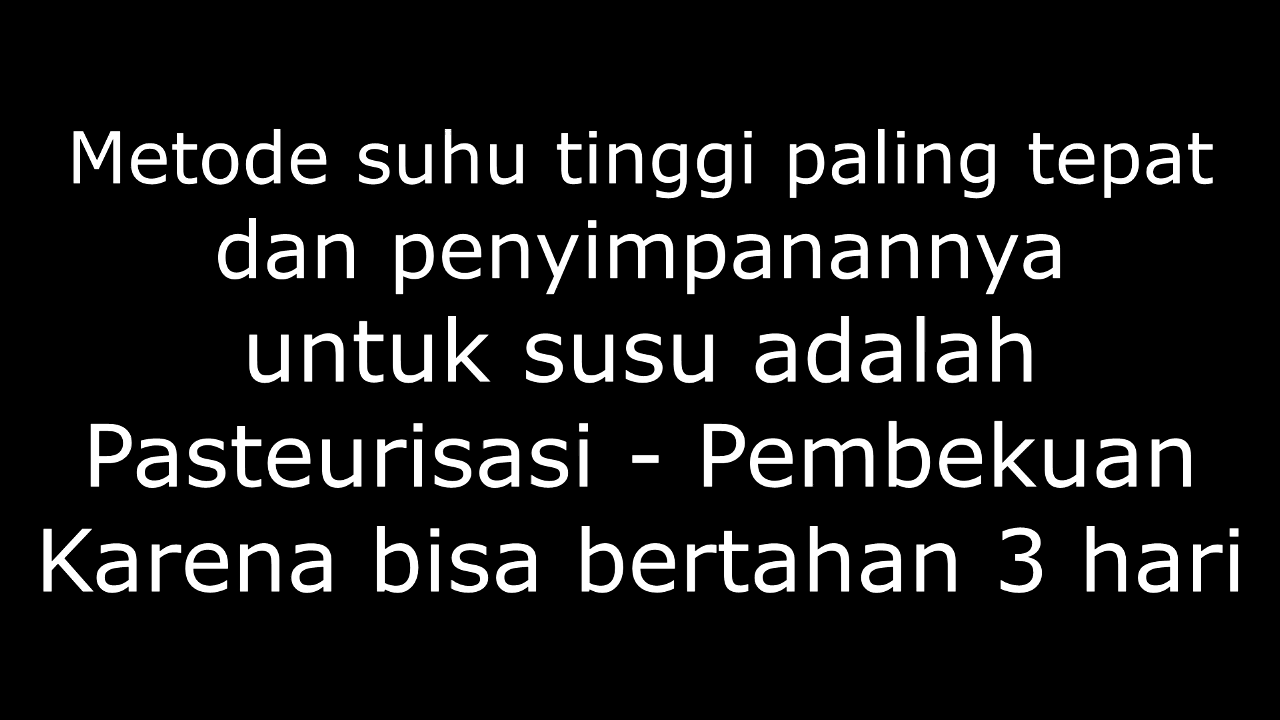 Metode suhu tinggi paling tepat
dan penyimpanannya
untuk susu adalah
Pasteurisasi - Pembekuan
Karena bisa bertahan 3 hari